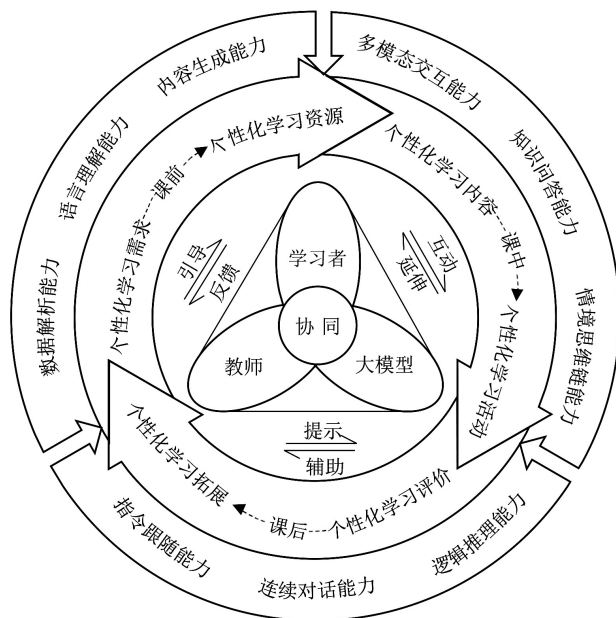 内容生成能力
多模态交互能力
语言理解能力
知识问答能力
数据解析能力
情境思维链能力
指令跟随能力
连续对话能力
逻辑推理能力
个性化学习需求
课前
个性化学习资源
个性化学习内容
课中
个性化学习活动
个性化学习评价
课后
个性化学习拓展
引导
反馈
互动
延伸
提示
辅助
学习者
协同
教师
大模型